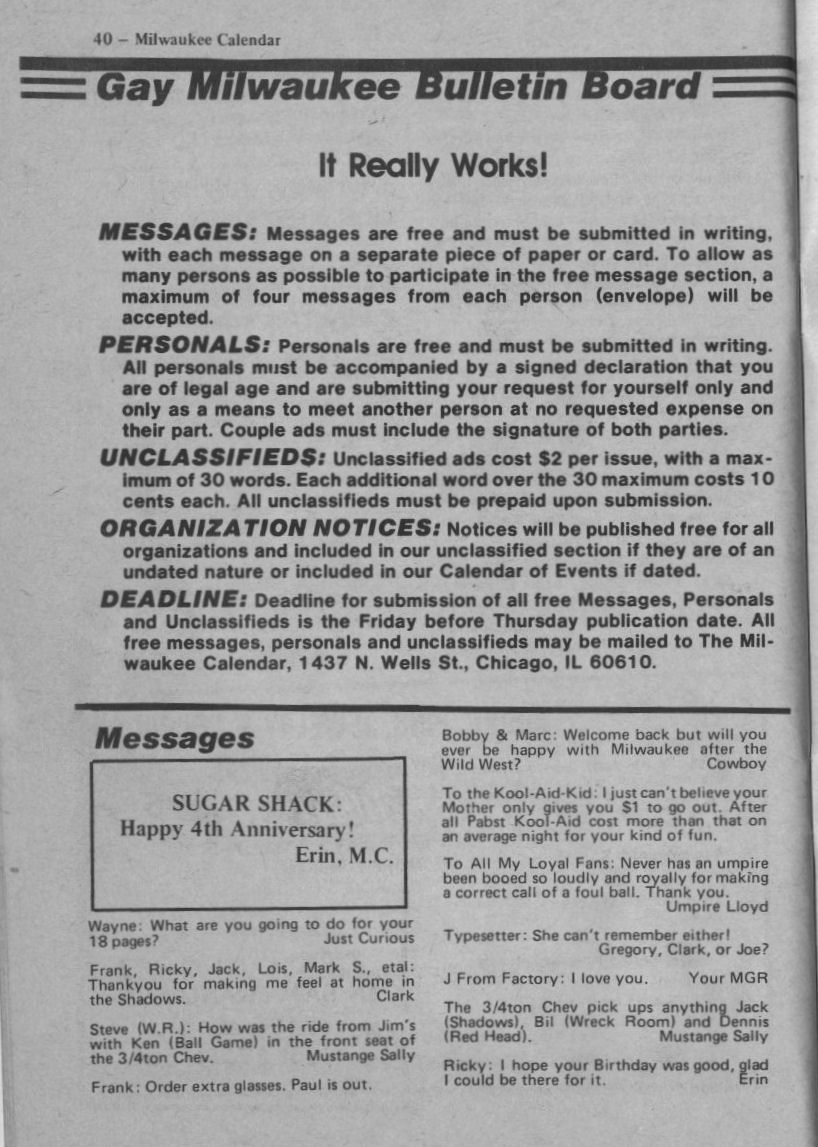 40 – Milwaukee Calendar
Gay Milwaukee Bulletin Board
It Really Works!
MESSAGES: Messages are free and must be submitted in writing,
with each message on a separate piece of paper or card. To allow as
many persons as possible to participate in the free message section, a
maximum of four messages from each person (envelope) will be
accepted.
PERSONALS: Personals are free and must be submitted in writing.
All personals must be accompanied by a signed declaration that you
are of legal age and are submitting your request for yourself only and
only as a means to meet another person at no requested expense on
their part. Couple ads must include the signature of both parties.
UNCLASSIFIEDS: Unclassified ads cost $2 per issue, with a max-
imum of 30 words. Each additional word over the 30 maximum costs 10
cents each. All unclassifieds must be prepaid upon submission.
ORGANIZATION NOTICES: Notices will be published free for all
organizations and included in our unclassified section if they are of an
undated nature or included in our Calendar of Events if dated.
DEADLINE: Deadline for submission of all free Messages, Personals
and Unclassifieds is the Friday before Thursday publication date. All
free messages, personals and unclassifieds may be mailed to The Mil-
waukee Calendar, 1437 N. Wells St., Chicago, IL 60610.
Messages
SUGAR SHACK:
Happy 4th Anniversary!
Erin, M.C.
Wayne: What are you going to do for your
18 pages? Just Curious
Frank, Ricky, Jack, Lois, Mark S., etal:
Thankyou for making me feel at home in
the Shadows. Clark
Steve (W.R.): How was the ride from Jim's
with Ken (Ball Game) in the front seat of
the 3/4ton Chev. Mustange Sally
Frank: Order extra glasses. Paul is out.
Bobby & Marc: Welcome back but will you
ever be happy with Milwaukee after the
Wild West? Cowboy
To the Kool-Aid-Kid: I just can't believe your
Mother only gives you $1 to go out. After
all Pabst Kool-Aid cost more than that on
an average night for your kind of fun.
To All My Loyal Fans: Never has an umpire
been booed so loudly and royally for making
a correct call of a foul ball. Thank you.
Umpire Lloyd
Typesetter: She can't remember either!
Gregory, Clark, or Joe?
J From Factory: I love you. Your MGR
The 3/4ton Chev pick ups anything Jack
(Shadows), Bil (Wreck Room) and Dennis
(Red Head). Mustange Sally
Ricky: I hope your Birthday was good, glad
I could be there for it. Erin